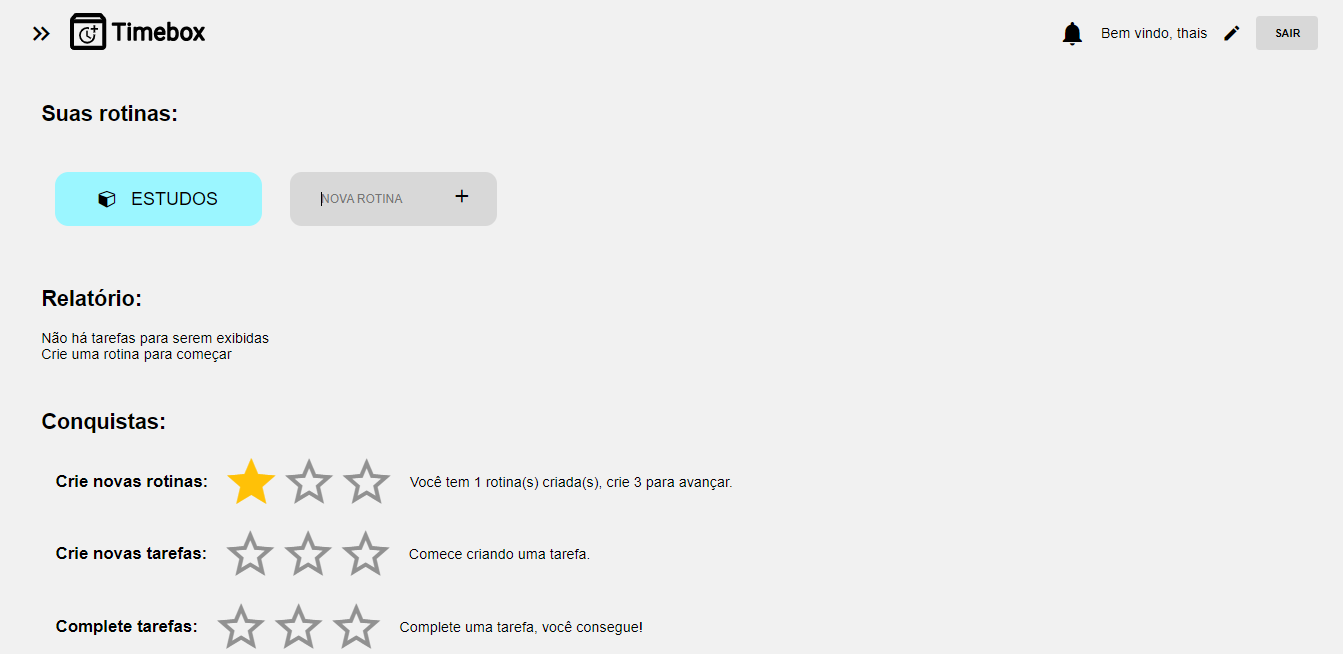 Timebox
Bem vindo, thais
SAIR
Suas rotinas:
ESTUDOS
NOVA ROTINA
Relatório:
Não há tarefas para serem exibidas
Crie uma rotina para começar
Conquistas:
Crie novas rotinas:
Você tem 1 rotina(s) criada(s), crie 3 para avançar.
Crie novas tarefas:
Comece criando uma tarefa.
Complete tarefas:
Complete uma tarefa, você consegue!